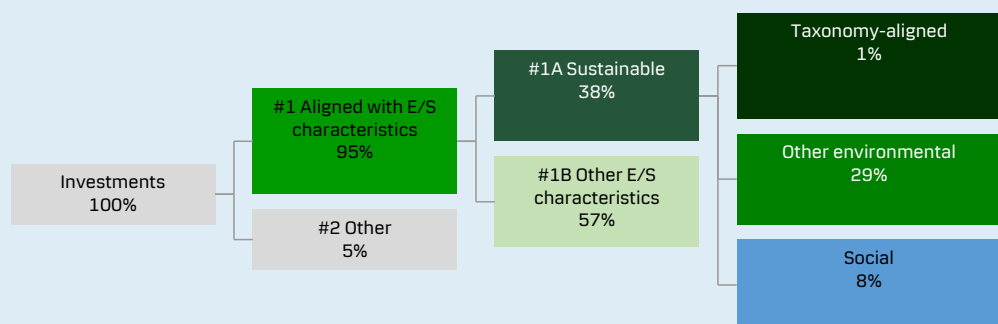 Investments
100%
#1 Aligned with E/S
characteristics
95%
#2 Other
5%
#1A Sustainable
38%
#1B Other E/S
characteristics
57%
Taxonomy-aligned
1%
Other environmental
29%
Social
8%